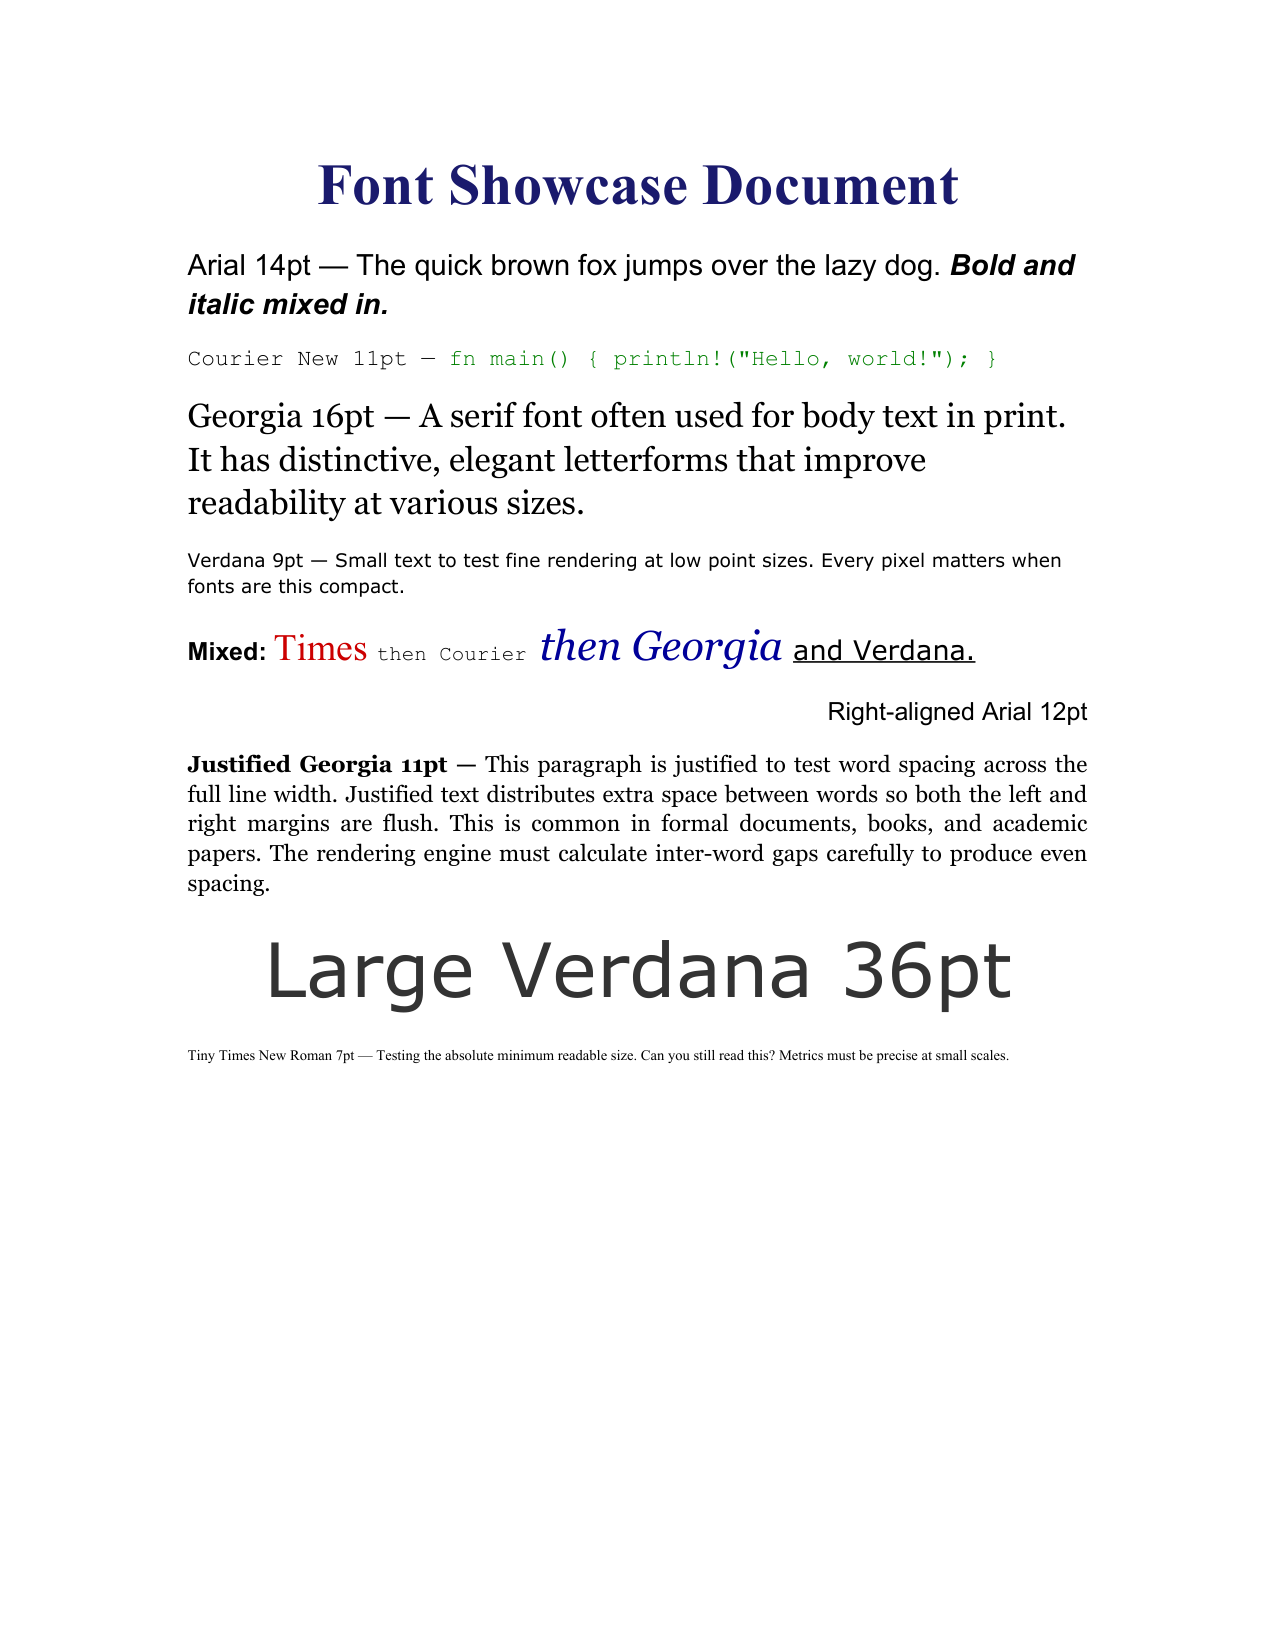 Font Showcase Document
Arial 14pt — The quick brown fox jumps over the lazy dog. Bold and
italic mixed in.
Courier New 11pt — fn main() { println!("Hello, world!"); }
Georgia 16pt — A serif font often used for body text in print.
It has distinctive, elegant letterforms that improve
readability at various sizes.
Verdana 9pt — Small text to test fine rendering at low point sizes. Every pixel matters when
fonts are this compact.
Mixed: Times then Courier then Georgia and Verdana.
Right-aligned Arial 12pt
Justified Georgia 11pt — This paragraph is justified to test word spacing across the
full line width. Justified text distributes extra space between words so both the left and
right margins are flush. This is common in formal documents, books, and academic
papers. The rendering engine must calculate inter-word gaps carefully to produce even
spacing.
Large Verdana 36pt
Tiny Times New Roman 7pt — Testing the absolute minimum readable size. Can you still read this? Metrics must be precise at small scales.